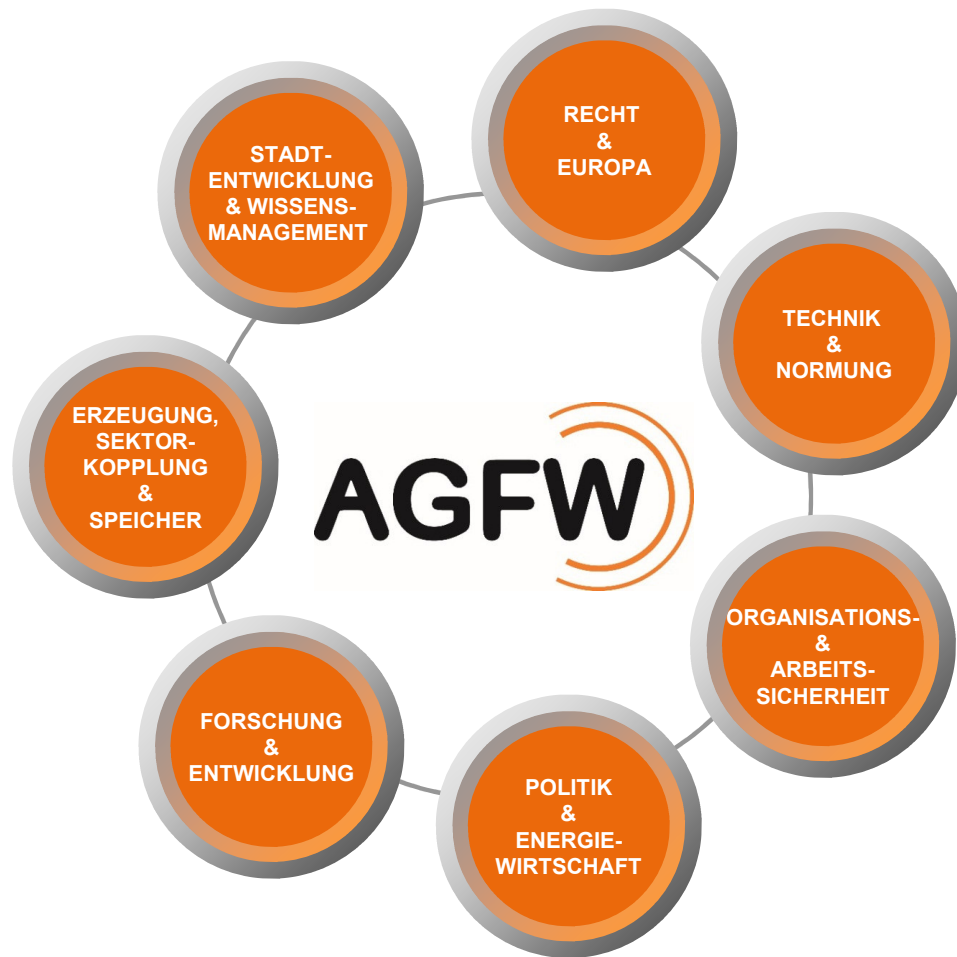 RECHT
&
EUROPA
STADT-
ENTWICKLUNG
& WISSENS-
MANAGEMENT
TECHNIK
&
NORMUNG
ERZEUGUNG,
SEKTOR-
KOPPLUNG
&
SPEICHER
AGFW
ORGANISATIONS-
&
ARBEITS-
SICHERHEIT
FORSCHUNG
&
ENTWICKLUNG
POLITIK
&
ENERGIE-
WIRTSCHAFT